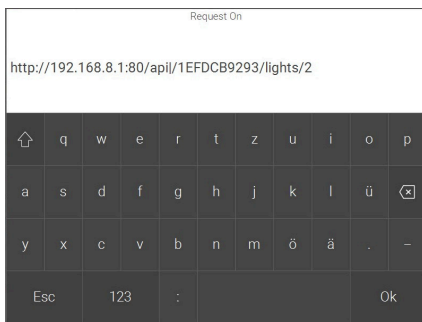 Request On
http://192.168.8.1:80/api|/1EFDCB9293/lights/2
q w e r t z u i o p
a s d f g h j k l ü
y x c v b n m ö ä . –
Esc 123 : Ok